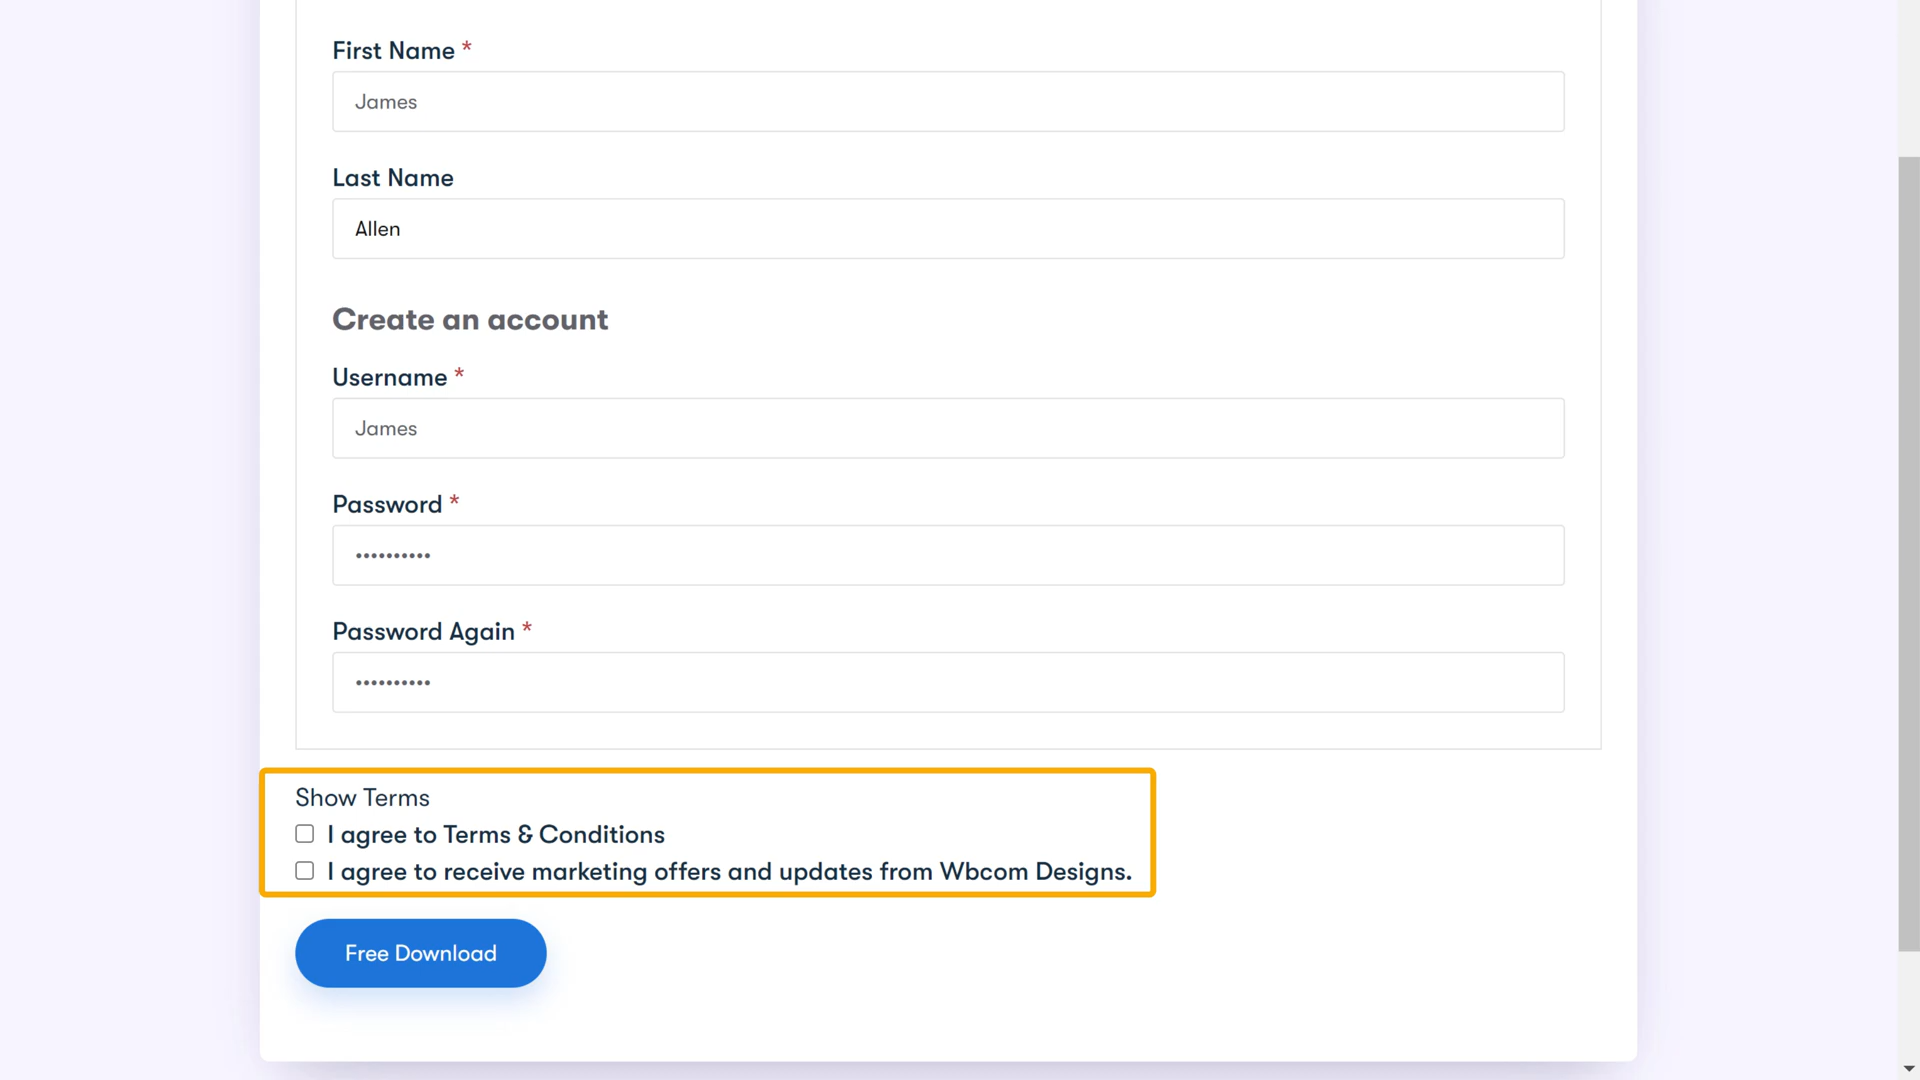 First Name *
James
Last Name
Allen
Create an account
Username *
James
Password *
••••••••••
Password Again *
••••••••••
Show Terms
I agree to Terms & Conditions
I agree to receive marketing offers and updates from Wbcom Designs.
Free Download